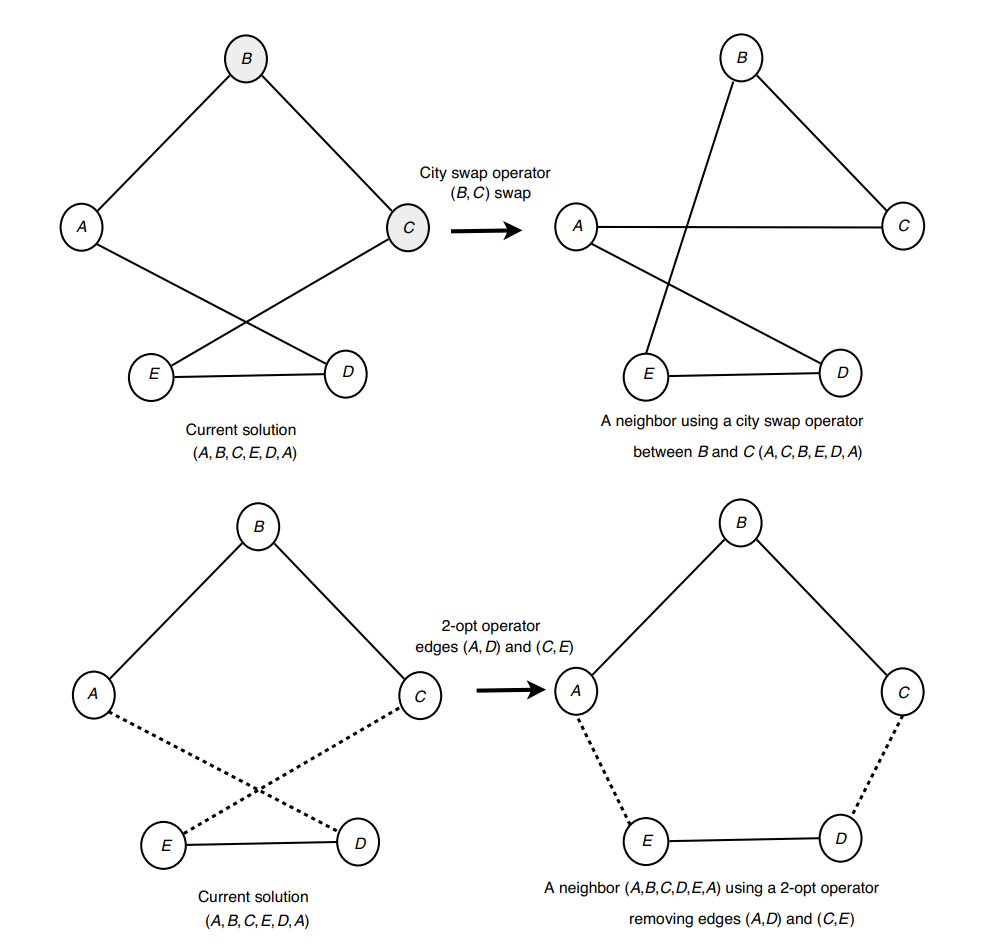 B
A
C
E
D
Current solution
(A, B, C, E, D, A)
City swap operator
(B, C) swap
B
A
C
E
D
A neighbor using a city swap operator
between B and C (A, C, B, E, D, A)
B
A
C
E
D
Current solution
(A, B, C, E, D, A)
2-opt operator
edges (A, D) and (C, E)
B
A
C
E
D
A neighbor (A,B,C,D,E,A) using a 2-opt operator
removing edges (A,D) and (C,E)